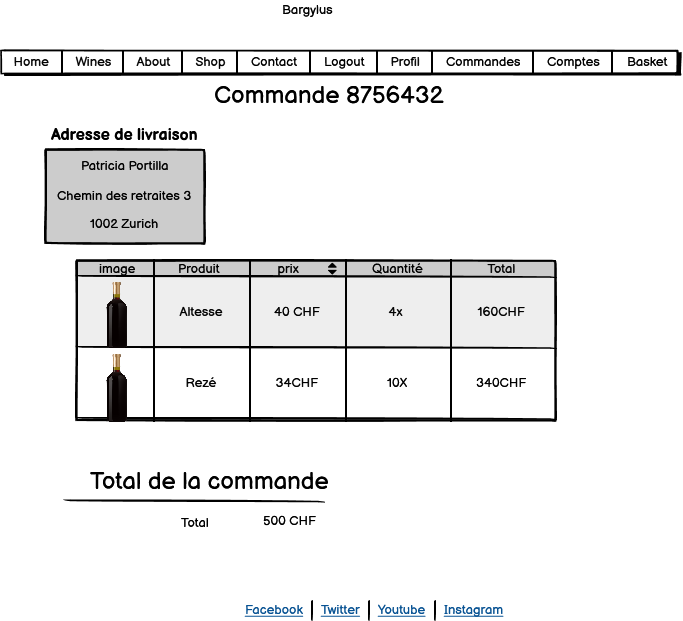 Bargylus
Home Wines About Shop Contact Logout Profil Commandes Comptes Basket
Commande 8756432
Adresse de livraison
Patricia Portilla
Chemin des retraites 3
1002 Zurich
image Produit prix Quantité Total
Altesse 40 CHF 4x 160CHF
Rezé 34CHF 10X 340CHF
Total de la commande
Total 500 CHF
Facebook Twitter Youtube Instagram